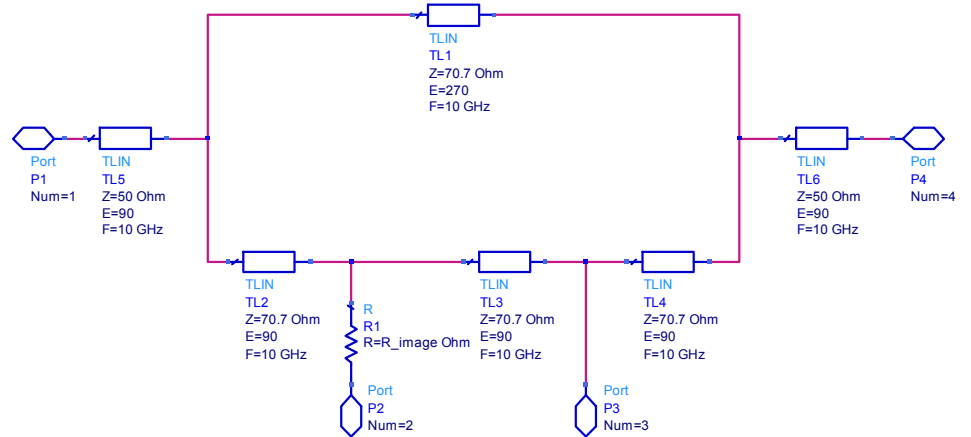 TLIN
TL1
Z=70.7 Ohm
E=270
F=10 GHz
Port
P1
Num=1
TLIN
TL5
Z=50 Ohm
E=90
F=10 GHz
TLIN
TL6
Z=50 Ohm
E=90
F=10 GHz
Port
P4
Num=4
TLIN
TL2
Z=70.7 Ohm
E=90
F=10 GHz
R
R1
R=R_image Ohm
TLIN
TL3
Z=70.7 Ohm
E=90
F=10 GHz
TLIN
TL4
Z=70.7 Ohm
E=90
F=10 GHz
Port
P2
Num=2
Port
P3
Num=3